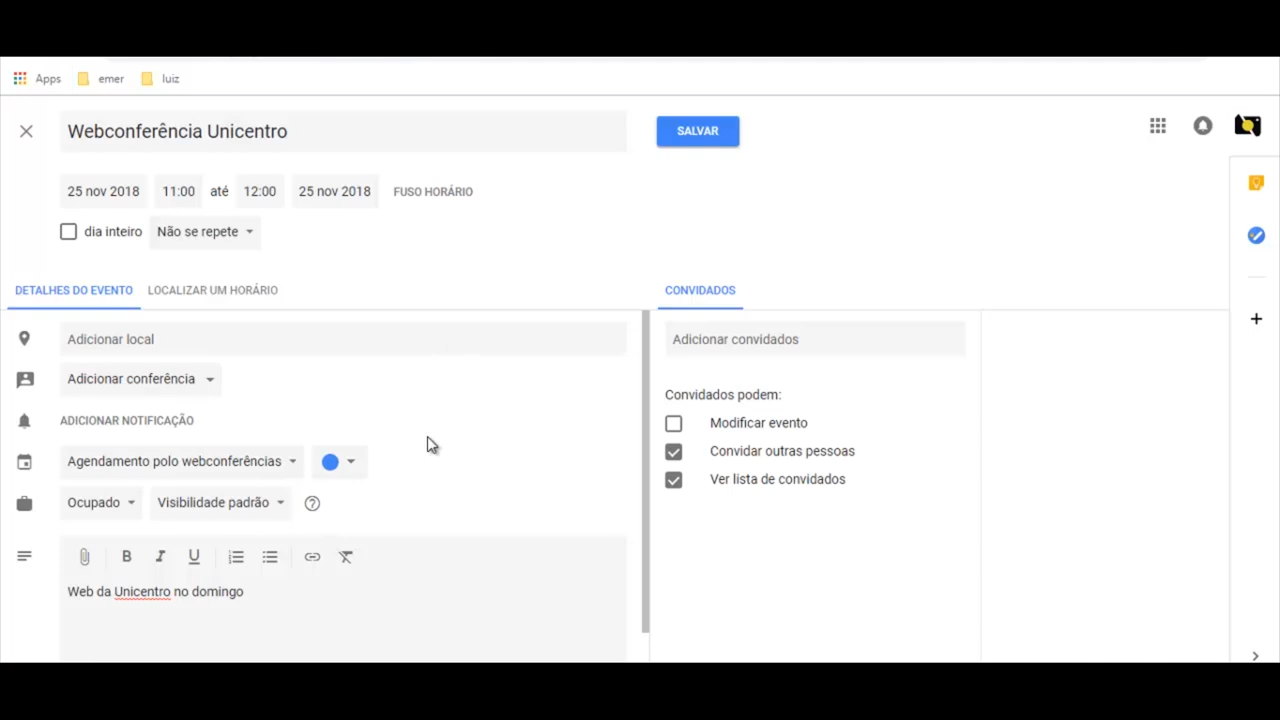 Apps emer luiz
Webconferência Unicentro
SALVAR
25 nov 2018 11:00 até 12:00 25 nov 2018 FUSO HORÁRIO
dia inteiro Não se repete
DETALHES DO EVENTO LOCALIZAR UM HORÁRIO
CONVIDADOS
Adicionar local
Adicionar convidados
Adicionar conferência
Convidados podem:
ADICIONAR NOTIFICAÇÃO
Modificar evento
Convidar outras pessoas
Agendamento polo webconferências
Ver lista de convidados
Ocupado Visibilidade padrão ?
B I U
Web da Unicentro no domingo